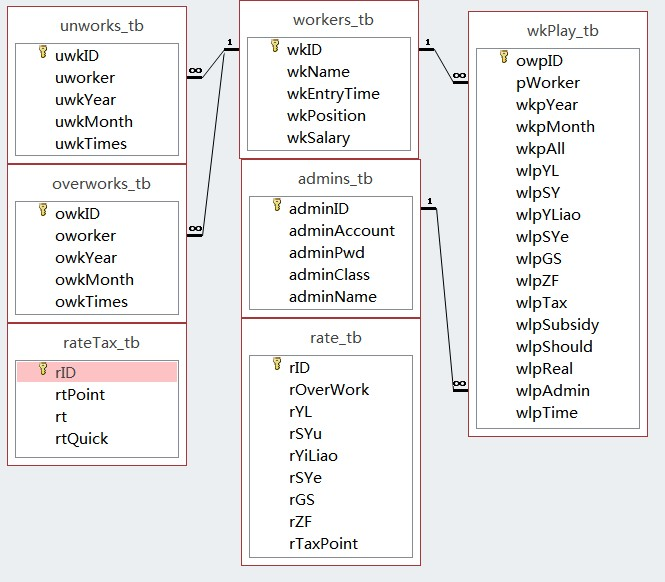 unworks_tb
uwkID
uworker
uwkYear
uwkMonth
uwkTimes
overworks_tb
owkID
oworker
owkYear
owkMonth
owkTimes
rateTax_tb
rID
rtPoint
rt
rtQuick
workers_tb
wkID
wkName
wkEntryTime
wkPosition
wkSalary
admins_tb
adminID
adminAccount
adminPwd
adminClass
adminName
rate_tb
rID
rOverWork
rYL
rSYu
rYiLiao
rSYe
rGS
rZF
rTaxPoint
wkPlay_tb
owpID
pWorker
wkpYear
wkpMonth
wkpAll
wlpYL
wlpSY
wlpYLiao
wlpSYe
wlpGS
wlpZF
wlpTax
wlpSubsidy
wlpShould
wlpReal
wlpAdmin
wlpTime
1
∞
∞
1
∞
1
∞